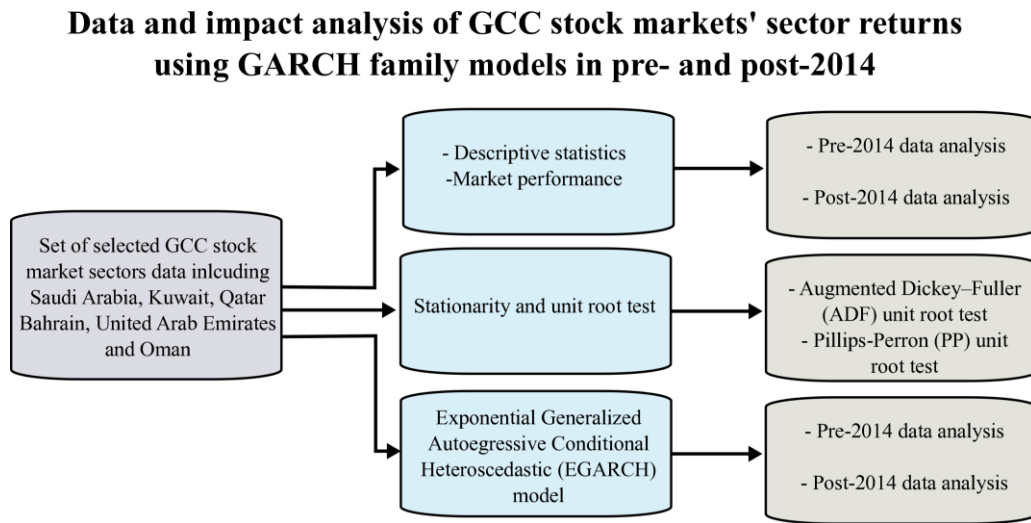 Data and impact analysis of GCC stock markets' sector returns
using GARCH family models in pre- and post-2014
Set of selected GCC stock
market sectors data inlcuding
Saudi Arabia, Kuwait, Qatar
Bahrain, United Arab Emirates
and Oman
- Descriptive statistics
-Market performance
- Pre-2014 data analysis
- Post-2014 data analysis
Stationarity and unit root test
- Augmented Dickey–Fuller
(ADF) unit root test
- Pillips-Perron (PP) unit
root test
Exponential Generalized
Autoegressive Conditional
Heteroscedastic (EGARCH)
model
- Pre-2014 data analysis
- Post-2014 data analysis